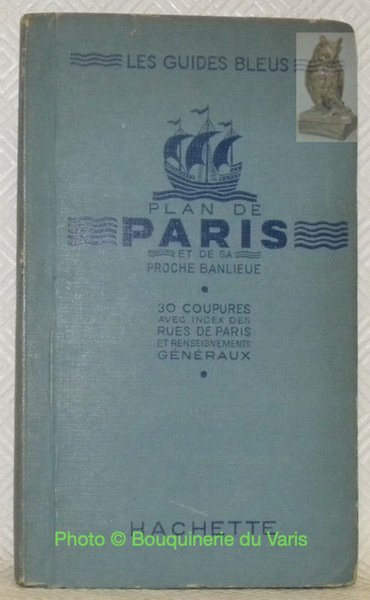 LES GUIDES BLEUS
PLAN DE
PARIS
ET DE SA
PROCHE BANLIEUE
30 COUPURES
AVEC INDEX DES
RUES DE PARIS
ET RENSEIGNEMENTS
GÉNÉRAUX
HACHETTE
Photo © Bouquinerie du Varis